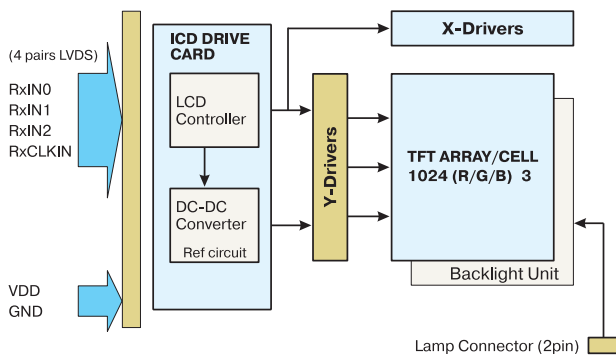 (4 pairs LVDS)
RxIN0
RxIN1
RxIN2
RxCLKIN
VDD
GND
ICD DRIVE
CARD
LCD
Controller
DC-DC
Converter
Ref circuit
Y-Drivers
X-Drivers
TFT ARRAY/CELL
1024 (R/G/B) 3
Backlight Unit
Lamp Connector (2pin)